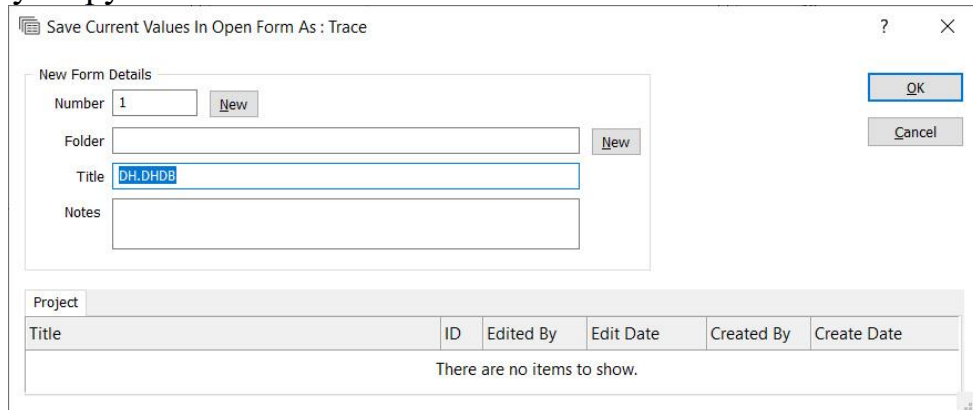 Save Current Values In Open Form As : Trace ?
New Form Details
Number 1 New
OK
Folder New
Cancel
Title DH.DHDB
Notes
Project
Title ID Edited By Edit Date Created By Create Date
There are no items to show.